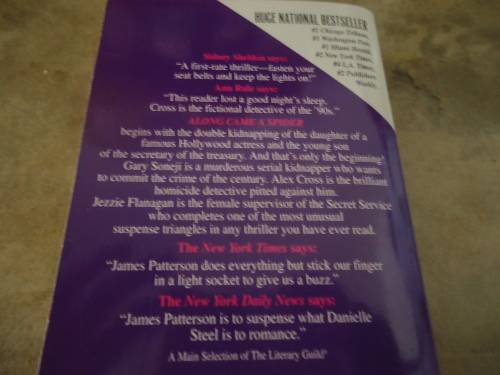 HUGE NATIONAL BESTSELLER
#1 Chicago Tribune,
#1 Washington Post,
#1 Miami Herald,
#2 New York Times,
#4 L.A. Times,
#2 Publishers
Weekly.
Sidney Sheldon says:
"A first-rate thriller—fasten your
seat belts and keep the lights on!"
Ann Rule says:
"This reader lost a good night's sleep.
Cross is the fictional detective of the '90s."
ALONG CAME A SPIDER
begins with the double kidnapping of the daughter of a
famous Hollywood actress and the young son
of the secretary of the treasury. And that's only the beginning!
Gary Soneji is a murderous serial kidnapper who wants
to commit the crime of the century. Alex Cross is the brilliant
homicide detective pitted against him.
Jezzie Flanagan is the female supervisor of the Secret Service
who completes one of the most unusual
suspense triangles in any thriller you have ever read.
The New York Times says:
"James Patterson does everything but stick our finger
in a light socket to give us a buzz."
The New York Daily News says:
"James Patterson is to suspense what Danielle
Steel is to romance."
A Main Selection of The Literary Guild®